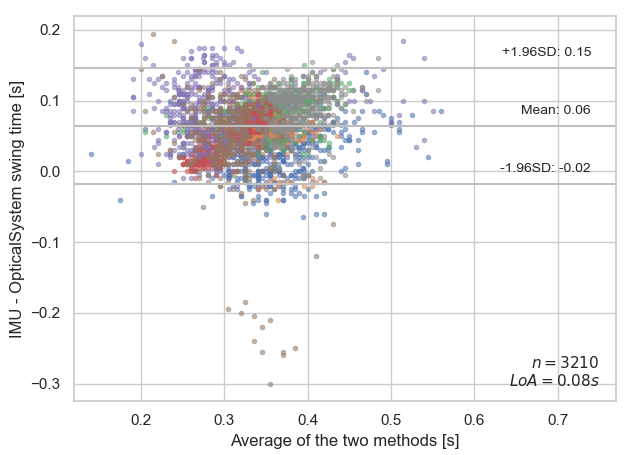 0.2
+1.96SD: 0.15
0.1
Mean: 0.06
0.0
-1.96SD: -0.02
−0.1
−0.2
−0.3
n = 3210
LoA = 0.08s
IMU - OpticalSystem swing time [s]
0.2 0.3 0.4 0.5 0.6 0.7
Average of the two methods [s]